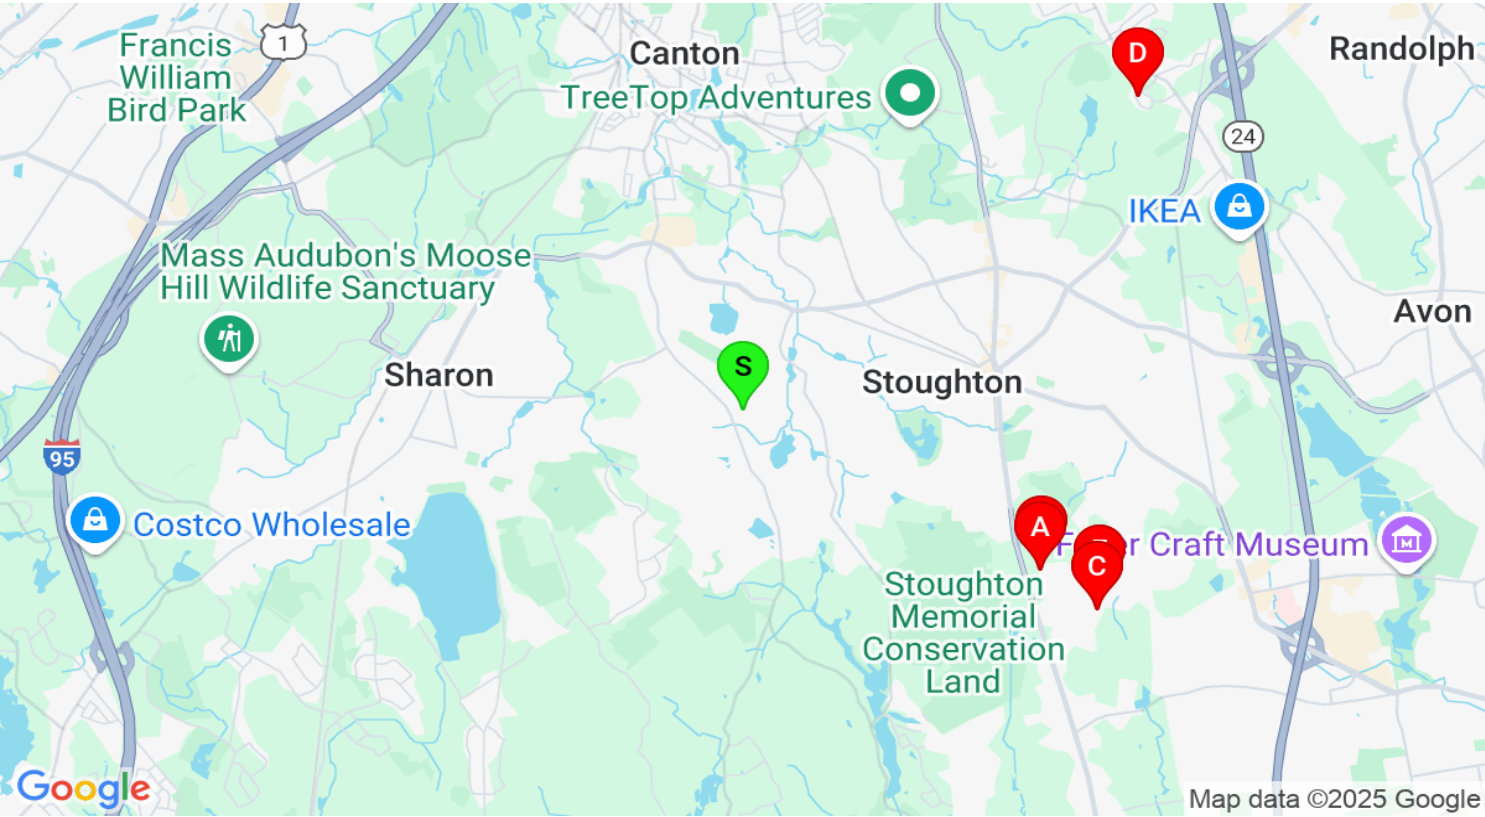 Francis
William
Bird Park
1
Canton
TreeTop Adventures
D
Randolph
24
IKEA
Mass Audubon's Moose
Hill Wildlife Sanctuary
Avon
S
Sharon
Stoughton
95
Costco Wholesale
A
er Craft Museum
M
C
Stoughton
Memorial
Conservation
Land
Google
Map data ©2025 Google